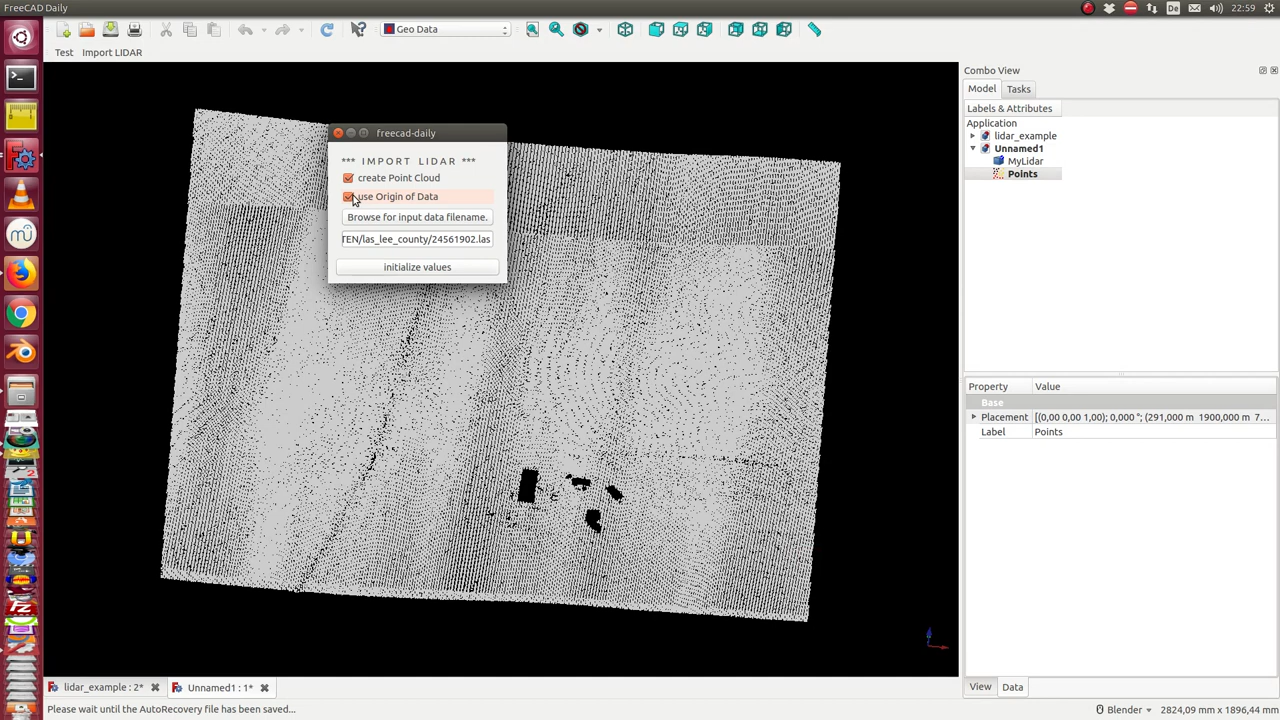 FreeCAD Daily
De
22:59
Geo Data
Test Import LIDAR
freecad-daily
*** IMPORT LIDAR ***
create Point Cloud
use Origin of Data
Browse for input data filename.
TEN/las_lee_county/24561902.las
initialize values
Combo View
Model Tasks
Labels & Attributes
Application
lidar_example
Unnamed1
MyLidar
Points
Property Value
Base
Placement [(0,00 0,00 1,00); 0,000 °; (291,000 m 1900,000 m 7...
Label Points
View Data
lidar_example : 2*
Unnamed1 : 1*
Please wait until the AutoRecovery file has been saved...
Blender
2824,09 mm x 1896,44 mm